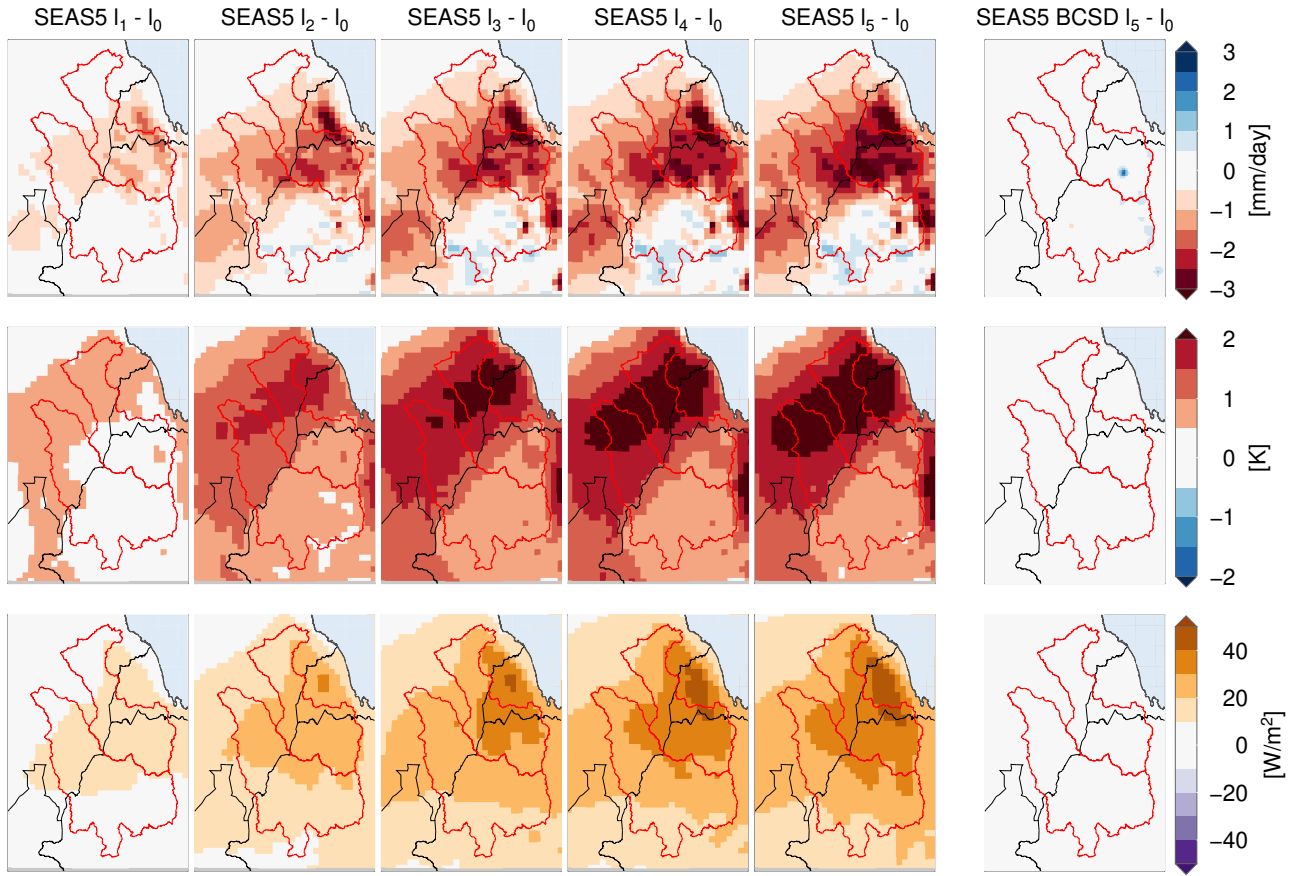 SEAS5 l₁ - l₀
SEAS5 l₂ - l₀
SEAS5 l₃ - l₀
SEAS5 l₄ - l₀
SEAS5 l₅ - l₀
SEAS5 BCSD l₅ - l₀
3
2
1
0
−1
−2
−3
[mm/day]
2
1
0
−1
−2
[K]
40
20
0
−20
−40
[W/m²]